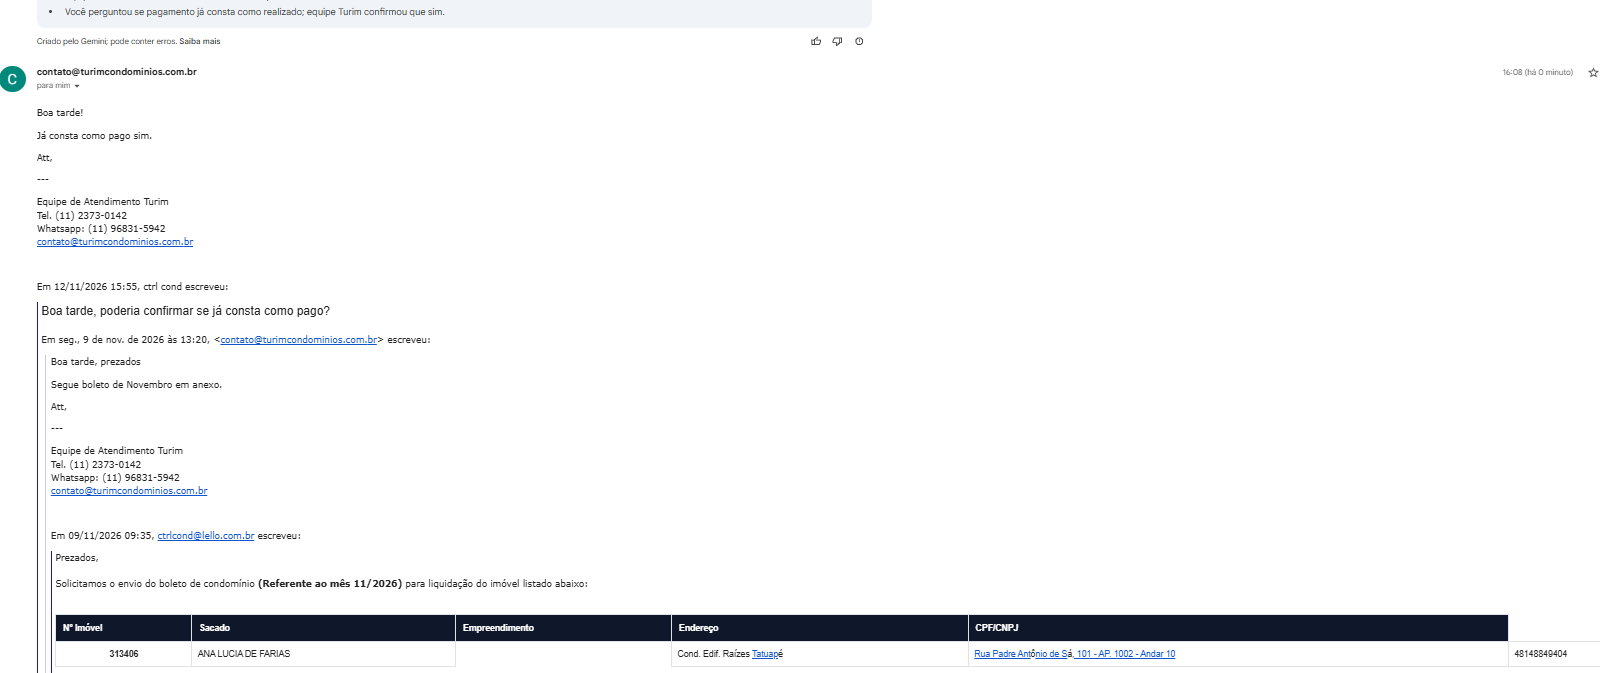 Você perguntou se pagamento já consta como realizado; equipe Turim confirmou que sim.
Criado pelo Gemini; pode conter erros. Saiba mais
C
contato@turimcondominios.com.br
16:08 (há 0 minuto)
para mim
Boa tarde!
Já consta como pago sim.
Att,
---
Equipe de Atendimento Turim
Tel. (11) 2373-0142
Whatsapp: (11) 96831-5942
contato@turimcondominios.com.br
Em 12/11/2026 15:55, ctrl cond escreveu:
Boa tarde, poderia confirmar se já consta como pago?
Em seg., 9 de nov. de 2026 às 13:20, <contato@turimcondominios.com.br> escreveu:
Boa tarde, prezados
Segue boleto de Novembro em anexo.
Att,
---
Equipe de Atendimento Turim
Tel. (11) 2373-0142
Whatsapp: (11) 96831-5942
contato@turimcondominios.com.br
Em 09/11/2026 09:35, ctrlcond@lello.com.br escreveu:
Prezados,
Solicitamos o envio do boleto de condomínio (Referente ao mês 11/2026) para liquidação do imóvel listado abaixo:
Nº Imóvel Sacado Empreendimento Endereço CPF/CNPJ
313406 ANA LUCIA DE FARIAS Cond. Edif. Raízes Tatuapé Rua Padre Antônio de Sá, 101 - AP. 1002 - Andar 10 48148849404